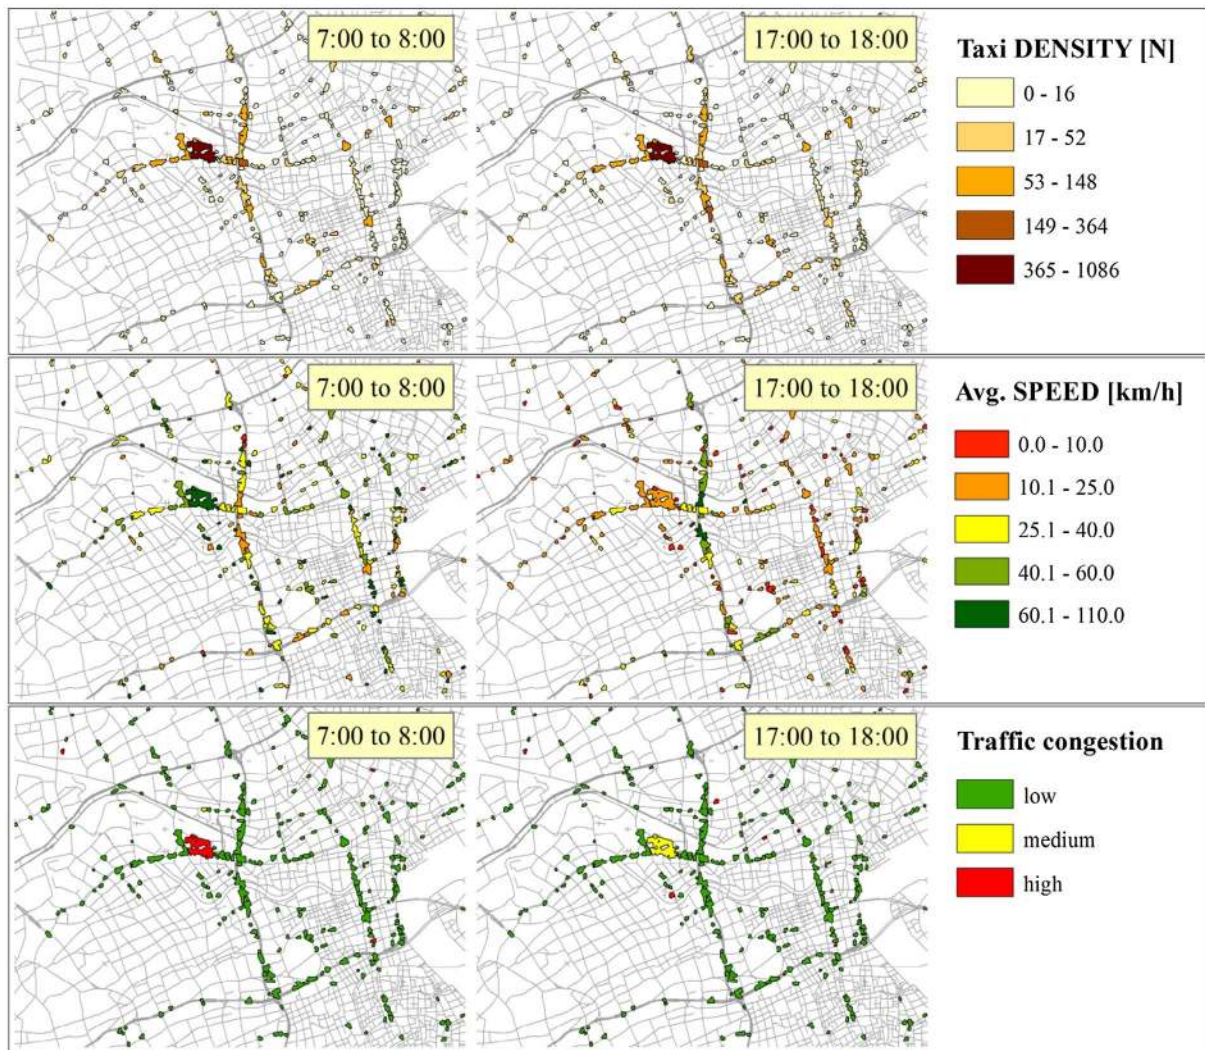 7:00 to 8:00
17:00 to 18:00
Taxi DENSITY [N]
0 - 16
17 - 52
53 - 148
149 - 364
365 - 1086
7:00 to 8:00
17:00 to 18:00
Avg. SPEED [km/h]
0.0 - 10.0
10.1 - 25.0
25.1 - 40.0
40.1 - 60.0
60.1 - 110.0
7:00 to 8:00
17:00 to 18:00
Traffic congestion
low
medium
high